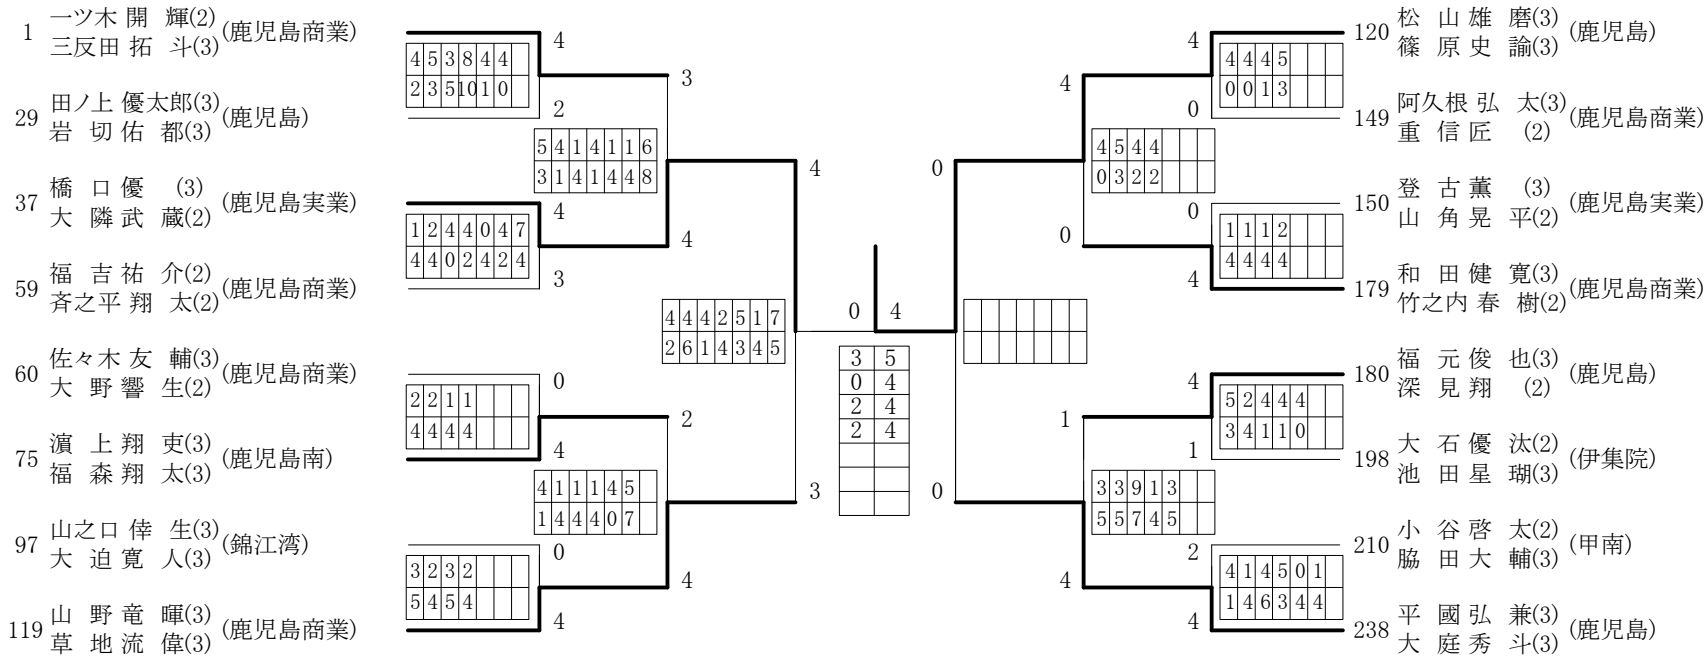 1 一ツ木 開 輝(2) (鹿児島商業)
三反田 拓 斗(3)
4
4 5 3 8 4 4
2 3 5 10 1 0
3
29 田ノ上 優太郎(3) (鹿児島)
岩 切 佑 都(3)
2
5 4 1 4 1 1 6
3 1 4 1 4 4 8
4
37 橋 口 優 (3) (鹿児島実業)
大 隣 武 蔵(2)
4
1 2 4 4 0 4 7
4 4 0 2 4 2 4
4
59 福 吉 祐 介(2) (鹿児島商業)
斉之平 翔 太(2)
3
4 4 4 2 5 1 7
2 6 1 4 3 4 5
60 佐々木 友 輔(3) (鹿児島商業)
大 野 響 生(2)
0
2 2 1 1
4 4 4 4
2
75 濵 上 翔 吏(3) (鹿児島南)
福 森 翔 太(3)
4
4 1 1 1 4 5
1 4 4 4 0 7
3
97 山之口 倖 生(3) (錦江湾)
大 迫 寛 人(3)
0
3 2 3 2
5 4 5 4
4
119 山 野 竜 暉(3) (鹿児島商業)
草 地 流 偉(3)
4
0 4
3 5
0 4
2 4
2 4
120 松 山 雄 磨(3) (鹿児島)
篠 原 史 諭(3)
4
4 4 4 5
0 0 1 3
4
149 阿久根 弘 太(3) (鹿児島商業)
重 信 匠 (2)
0
4 5 4 4
0 3 2 2
0
150 登 古 薫 (3) (鹿児島実業)
山 角 晃 平(2)
0
1 1 1 2
4 4 4 4
0
179 和 田 健 寛(3) (鹿児島商業)
竹之内 春 樹(2)
4
180 福 元 俊 也(3) (鹿児島)
深 見 翔 (2)
4
5 2 4 4 4
3 4 1 1 0
1
198 大 石 優 汰(2) (伊集院)
池 田 星 瑚(3)
1
3 3 9 1 3
5 5 7 4 5
0
210 小 谷 啓 太(2) (甲南)
脇 田 大 輔(3)
2
4 1 4 5 0 1
1 4 6 3 4 4
4
238 平 國 弘 兼(3) (鹿児島)
大 庭 秀 斗(3)
4